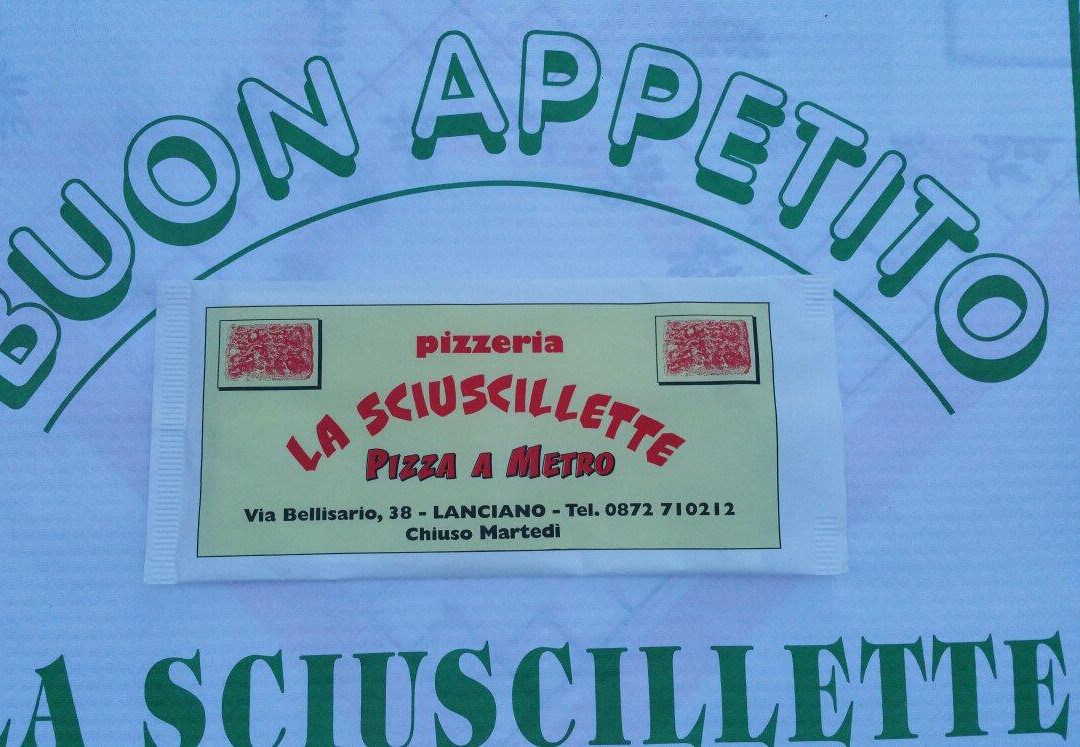 BUON APPETITO
pizzeria
LA SCIUSCILLETTE
PIZZA A METRO
Via Bellisario, 38 - LANCIANO - Tel. 0872 710212
Chiuso Martedì
LA SCIUSCILLETTE